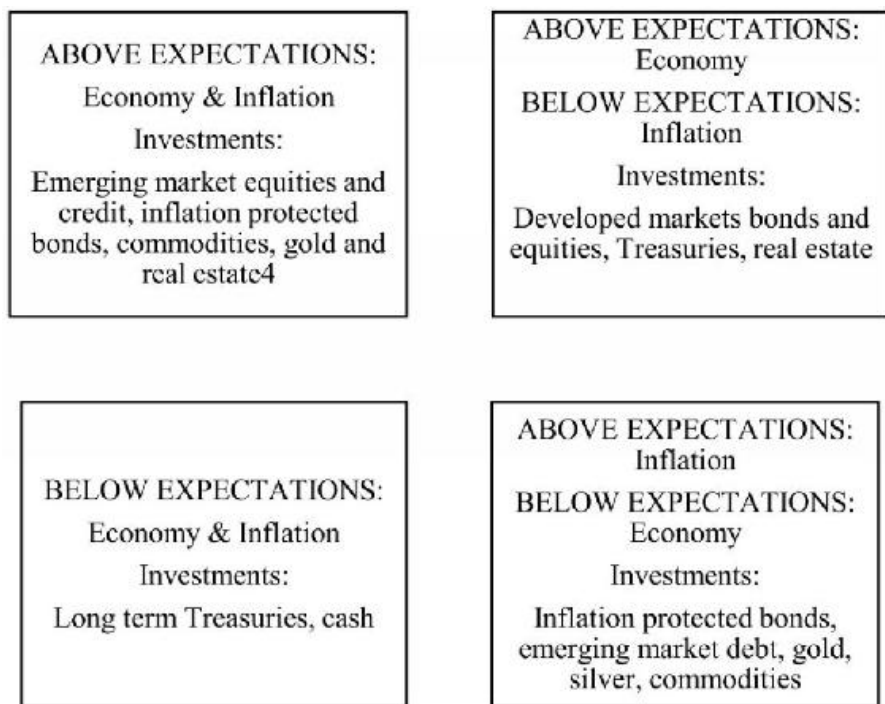 ABOVE EXPECTATIONS:
Economy & Inflation
Investments:
Emerging market equities and
credit, inflation protected
bonds, commodities, gold and
real estate4
ABOVE EXPECTATIONS:
Economy
BELOW EXPECTATIONS:
Inflation
Investments:
Developed markets bonds and
equities, Treasuries, real estate
BELOW EXPECTATIONS:
Economy & Inflation
Investments:
Long term Treasuries, cash
ABOVE EXPECTATIONS:
Inflation
BELOW EXPECTATIONS:
Economy
Investments:
Inflation protected bonds,
emerging market debt, gold,
silver, commodities